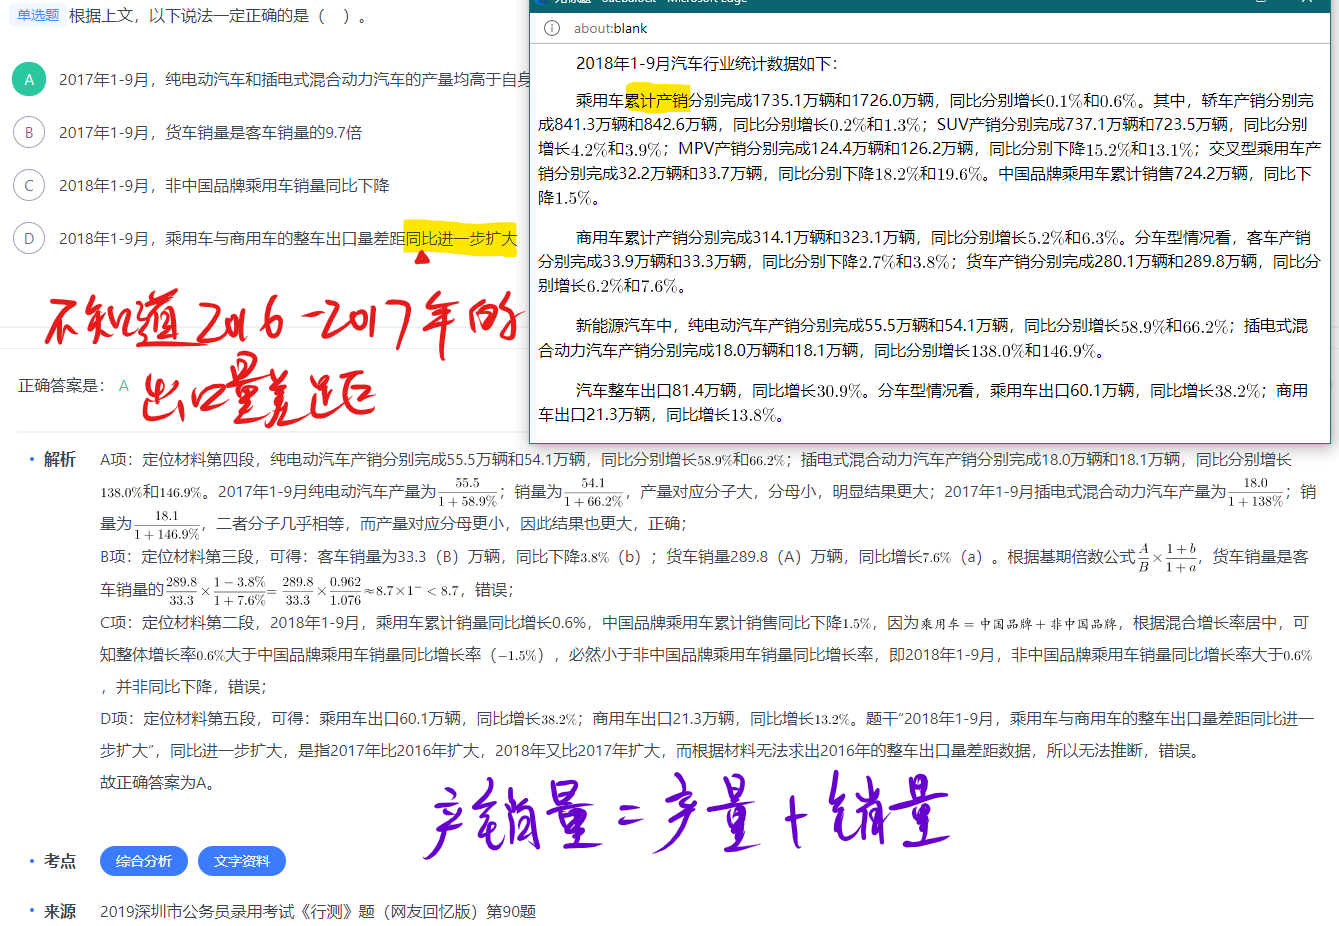 单选题 根据上文，以下说法一定正确的是（ ）。
A 2017年1-9月，纯电动汽车和插电式混合动力汽车的产量均高于自身
B 2017年1-9月，货车销量是客车销量的9.7倍
C 2018年1-9月，非中国品牌乘用车销量同比下降
D 2018年1-9月，乘用车与商用车的整车出口量差距同比进一步扩大
不知道2016-2017年的
出口量差距
正确答案是： A
about:blank
2018年1-9月汽车行业统计数据如下：
乘用车累计产销分别完成1735.1万辆和1726.0万辆，同比分别增长0.1%和0.6%。其中，轿车产销分别完
成841.3万辆和842.6万辆，同比分别增长0.2%和1.3%；SUV产销分别完成737.1万辆和723.5万辆，同比分别
增长4.2%和3.9%；MPV产销分别完成124.4万辆和126.2万辆，同比分别下降15.2%和13.1%；交叉型乘用车产
销分别完成32.2万辆和33.7万辆，同比分别下降18.2%和19.6%。中国品牌乘用车累计销售724.2万辆，同比下
降1.5%。
商用车累计产销分别完成314.1万辆和323.1万辆，同比分别增长5.2%和6.3%。分车型情况看，客车产销
分别完成33.9万辆和33.3万辆，同比分别下降2.7%和3.8%；货车产销分别完成280.1万辆和289.8万辆，同比分
别增长6.2%和7.6%。
新能源汽车中，纯电动汽车产销分别完成55.5万辆和54.1万辆，同比分别增长58.9%和66.2%；插电式混
合动力汽车产销分别完成18.0万辆和18.1万辆，同比分别增长138.0%和146.9%。
汽车整车出口81.4万辆，同比增长30.9%。分车型情况看，乘用车出口60.1万辆，同比增长38.2%；商用
车出口21.3万辆，同比增长13.8%。
解析 A项：定位材料第四段，纯电动汽车产销分别完成55.5万辆和54.1万辆，同比分别增长58.9%和66.2%；插电式混合动力汽车产销分别完成18.0万辆和18.1万辆，同比分别增长
138.0%和146.9%。2017年1-9月纯电动汽车产量为55.5/(1+58.9%)；销量为54.1/(1+66.2%)，产量对应分子大，分母小，明显结果更大；2017年1-9月插电式混合动力汽车产量为18.0/(1+138%)；销
量为18.1/(1+146.9%)，二者分子几乎相等，而产量对应分母更小，因此结果也更大，正确；
B项：定位材料第三段，可得：客车销量为33.3（B）万辆，同比下降3.8%（b）；货车销量289.8（A）万辆，同比增长7.6%（a）。根据基期倍数公式A/B×(1+b)/(1+a)，货车销量是客
车销量的289.8/33.3×(1−3.8%)/(1+7.6%)=289.8/33.3×0.962/1.076≈8.7×1⁻<8.7，错误；
C项：定位材料第二段，2018年1-9月，乘用车累计销量同比增长0.6%，中国品牌乘用车累计销售同比下降1.5%，因为乘用车=中国品牌+非中国品牌，根据混合增长率居中，可
知整体增长率0.6%大于中国品牌乘用车销量同比增长率（−1.5%），必然小于非中国品牌乘用车销量同比增长率，即2018年1-9月，非中国品牌乘用车销量同比增长率大于0.6%
，并非同比下降，错误；
D项：定位材料第五段，可得：乘用车出口60.1万辆，同比增长38.2%；商用车出口21.3万辆，同比增长13.2%。题干“2018年1-9月，乘用车与商用车的整车出口量差距同比进一
步扩大”，同比进一步扩大，是指2017年比2016年扩大，2018年又比2017年扩大，而根据材料无法求出2016年的整车出口量差距数据，所以无法推断，错误。
故正确答案为A。
产销量=产量+销量
考点 综合分析 文字资料
来源 2019深圳市公务员录用考试《行测》题（网友回忆版）第90题